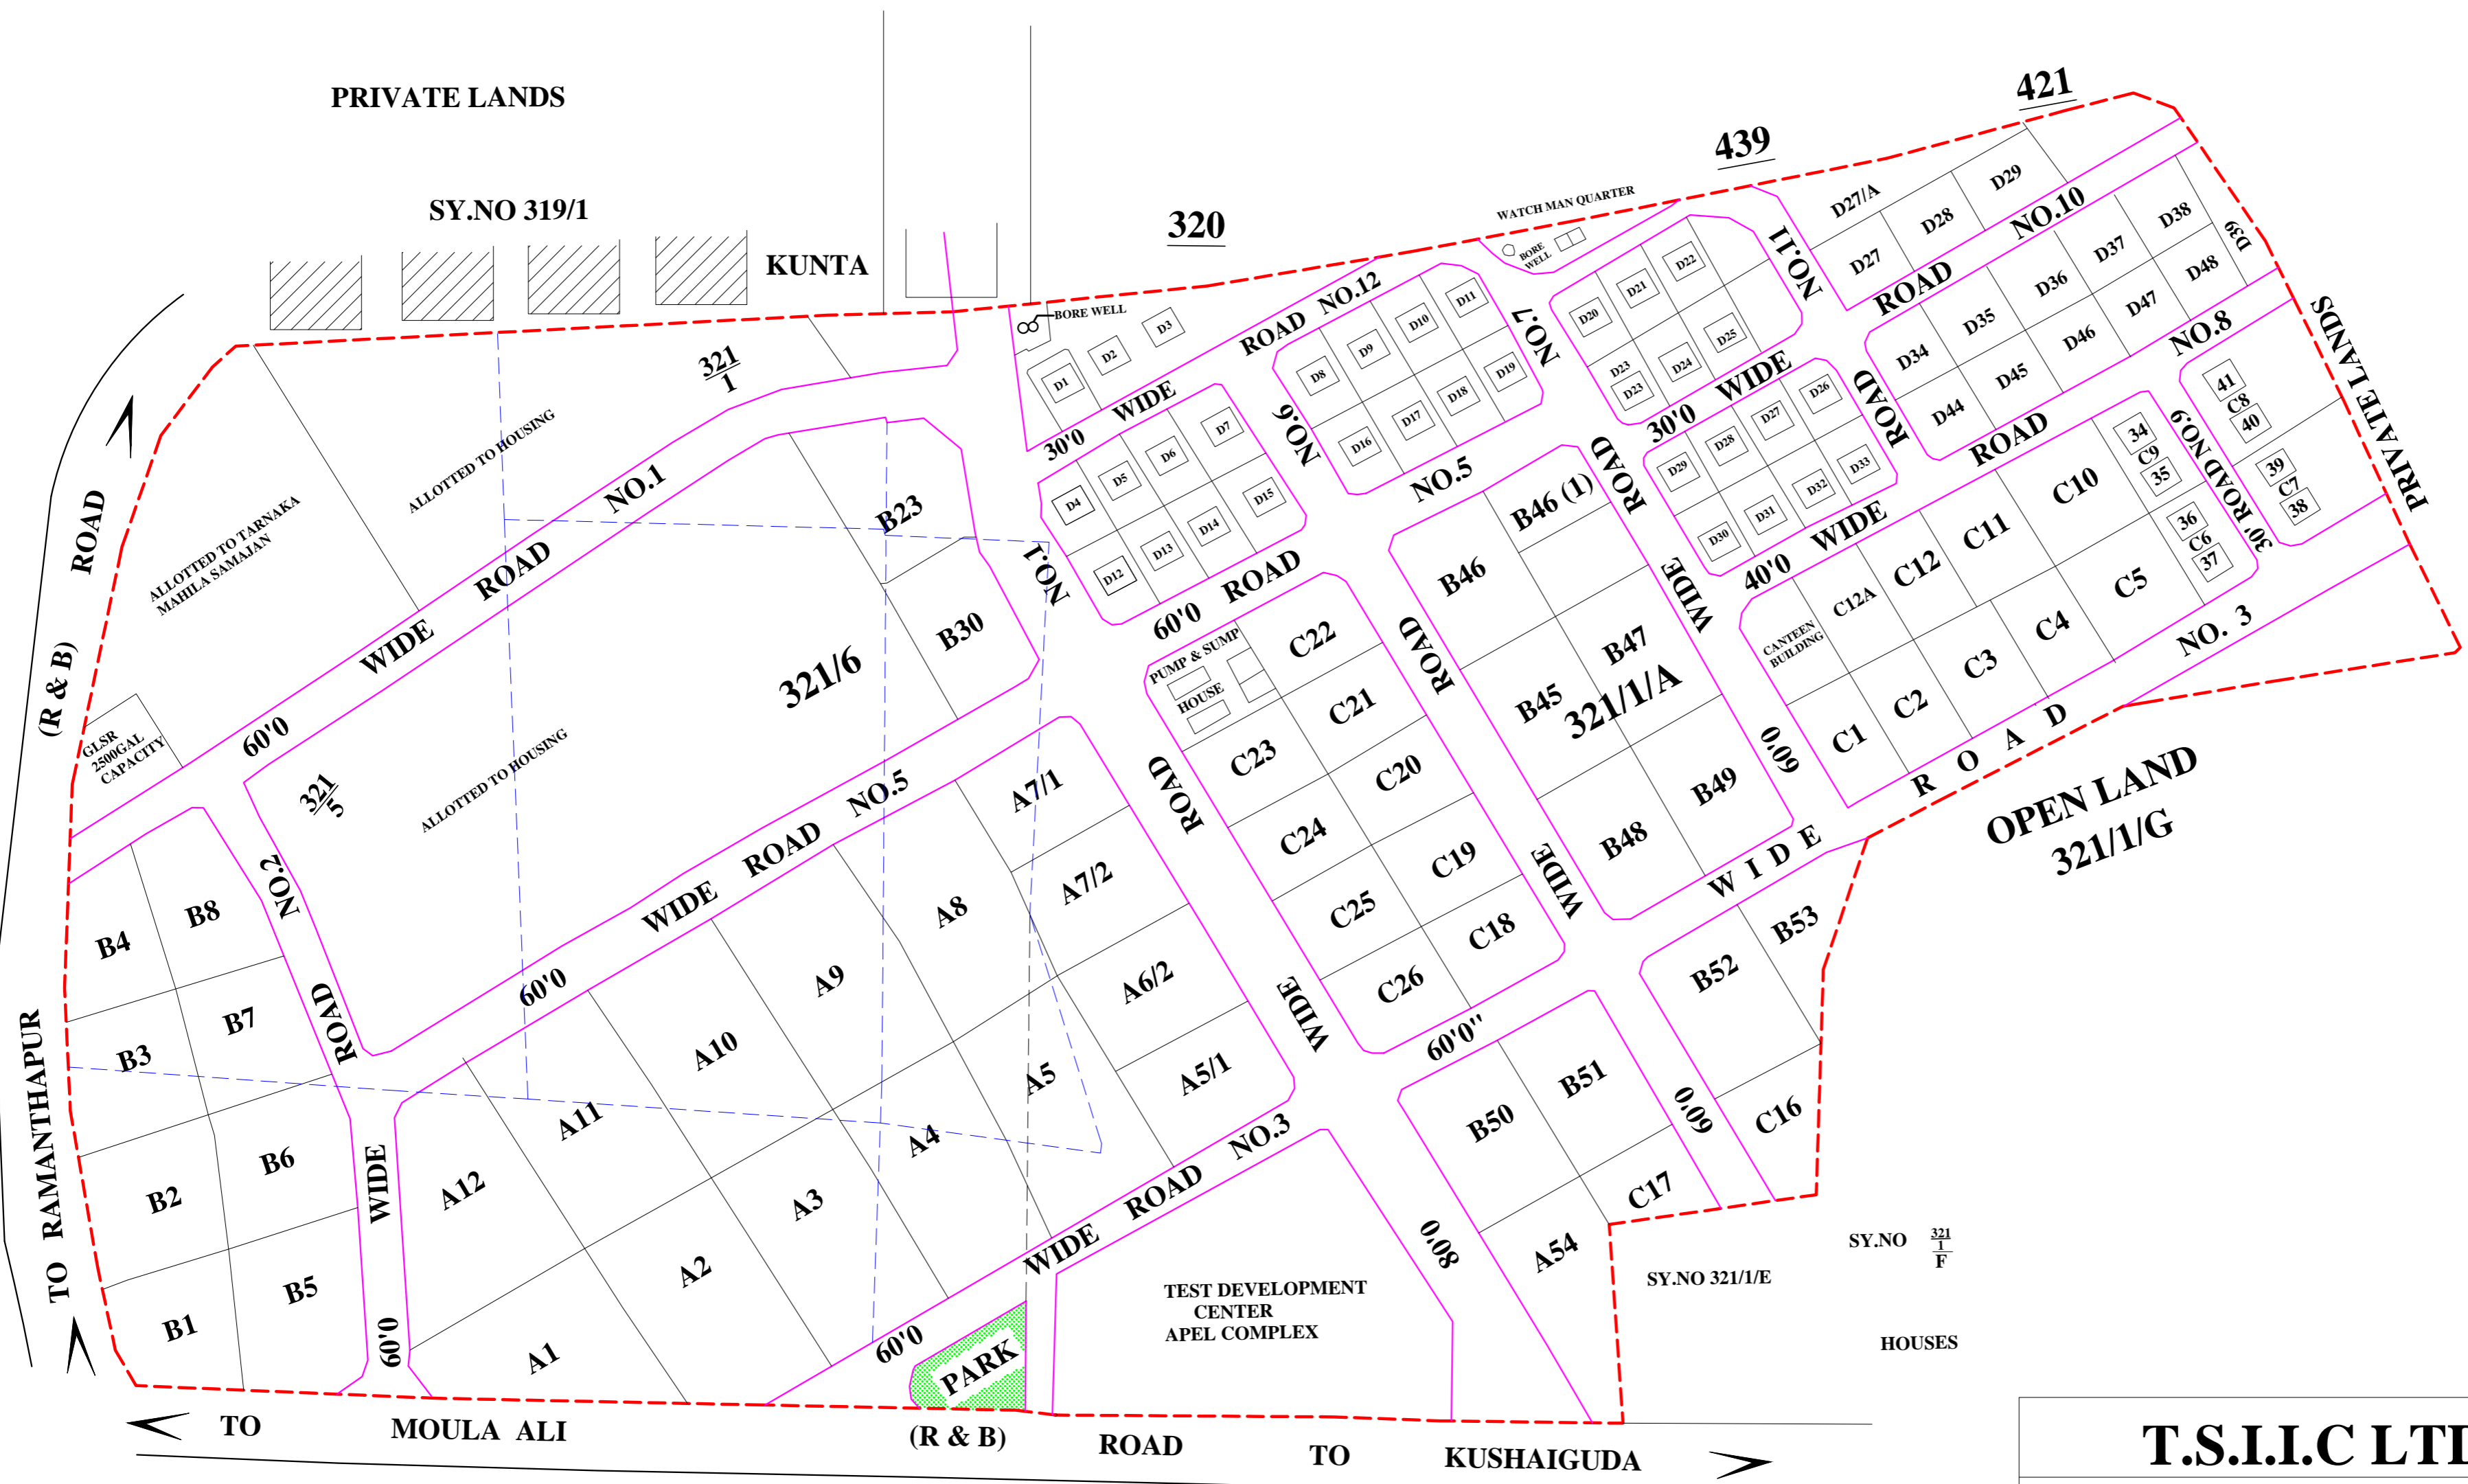 PRIVATE LANDS
SY.NO 319/1
KUNTA
320
439
421
WATCH MAN QUARTER
BORE
WELL
BORE WELL
321
1
ALLOTTED TO HOUSING
ALLOTTED TO TARNAKA
MAHILA SAMAJAN
GLSR
2500GAL
CAPACITY
60'0 WIDE ROAD NO.1
TO RAMANTHAPUR (R & B) ROAD
321
5
ALLOTTED TO HOUSING
321/6
B23
B30
NO.1
D1
D2
D3
30'0 WIDE ROAD NO.12
D4
D5
D6
D7
D12
D13
D14
D15
NO.6
D8
D9
D10
D11
D16
D17
D18
D19
NO.7
D20
D21
D22
D23
D23
D24
D25
NO.11
30'0 WIDE ROAD NO.10
D27/A
D27
D28
D29
D34
D35
D36
D37
D38
D39
D44
D45
D46
D47
D48
D29
D28
D27
D26
D30
D31
D32
D33
ROAD
40'0 WIDE ROAD NO.8
41
C8
40
39
C7
38
30' ROAD NO.9
34
C9
35
36
C6
37
PRIVATE LANDS
CANTEEN
BUILDING
C12A
C12
C11
C10
C1
C2
C3
C4
C5
60'0 ROAD NO.5
PUMP & SUMP
HOUSE
C22
C21
C20
C19
C18
C23
C24
C25
C26
WIDE ROAD
WIDE ROAD
60'0 WIDE ROAD
B46 (1)
B46
B47
B45
321/1/A
B49
B48
60'0" WIDE ROAD NO. 3
OPEN LAND
321/1/G
B4
B8
B3
B7
B2
B6
B1
B5
60'0 WIDE ROAD NO.2
60'0 WIDE ROAD NO.5
A7/1
A7/2
A8
A6/2
A9
A5/1
A10
A5
A11
A4
A12
A3
A2
A1
60'0 WIDE ROAD NO.3
PARK
TEST DEVELOPMENT
CENTER
APEL COMPLEX
80'0
60'0
B50
B51
B52
B53
C16
C17
A54
SY.NO 321/1/E
SY.NO 321
1
F
HOUSES
TO MOULA ALI (R & B) ROAD TO KUSHAIGUDA
T.S.I.I.C